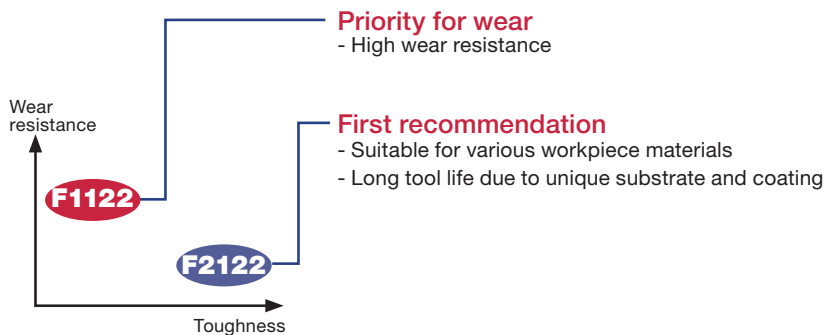 Priority for wear
- High wear resistance
Wear
resistance
First recommendation
- Suitable for various workpiece materials
- Long tool life due to unique substrate and coating
F1122
F2122
Toughness